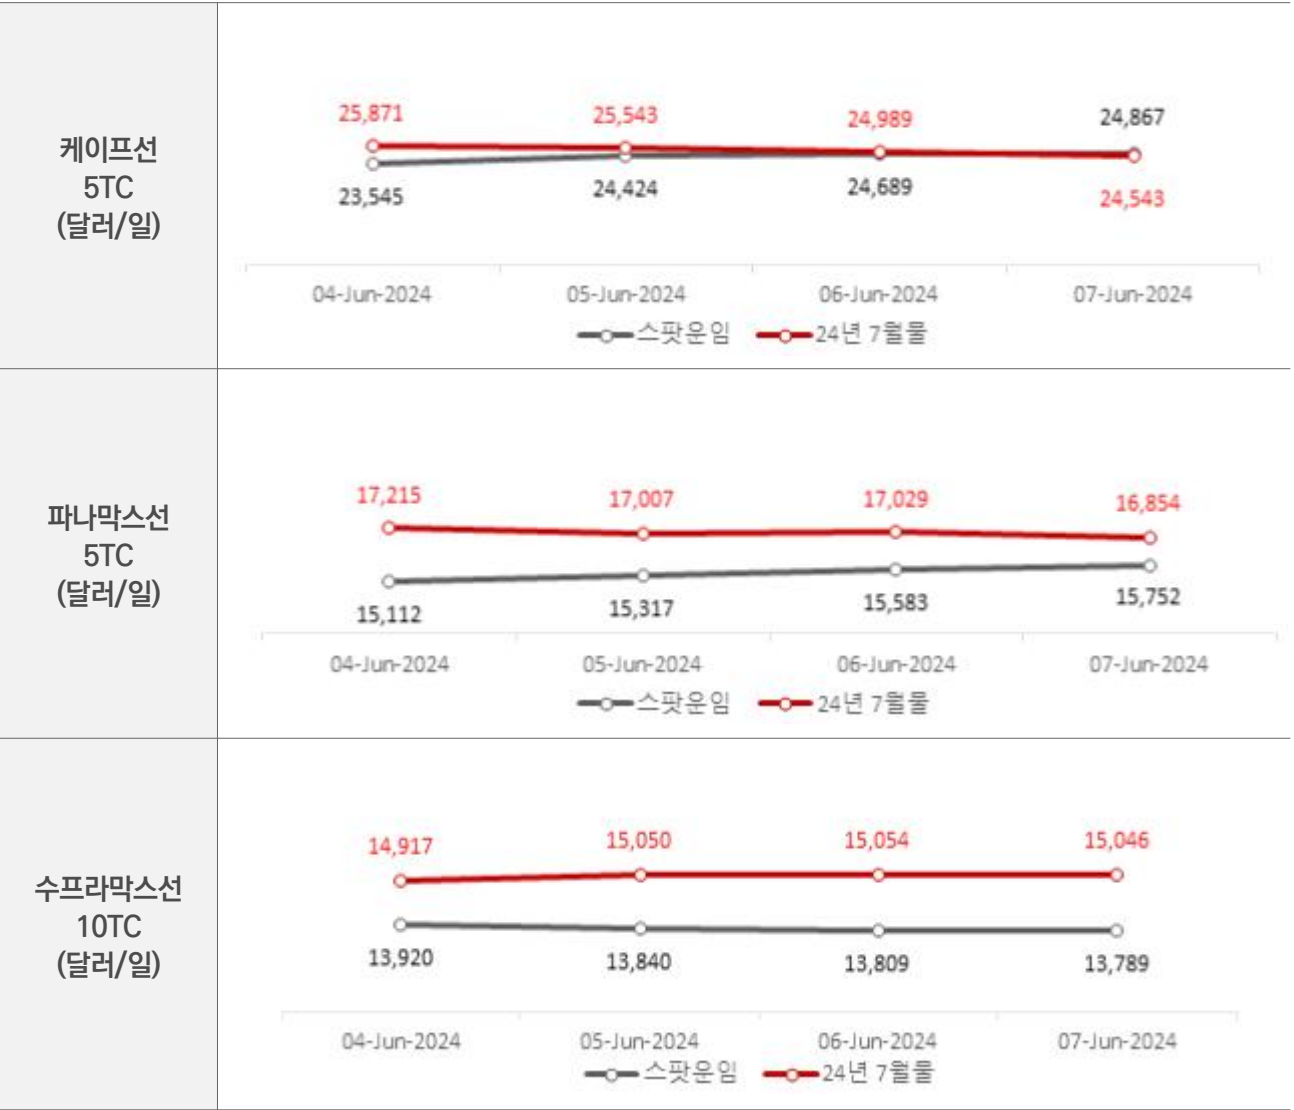 케이프선
5TC
(달러/일)
25,871 25,543 24,989 24,867
23,545 24,424 24,689 24,543
04-Jun-2024 05-Jun-2024 06-Jun-2024 07-Jun-2024
스팟운임 24년 7월물
파나막스선
5TC
(달러/일)
17,215 17,007 17,029 16,854
15,112 15,317 15,583 15,752
04-Jun-2024 05-Jun-2024 06-Jun-2024 07-Jun-2024
스팟운임 24년 7월물
수프라막스선
10TC
(달러/일)
14,917 15,050 15,054 15,046
13,920 13,840 13,809 13,789
04-Jun-2024 05-Jun-2024 06-Jun-2024 07-Jun-2024
스팟운임 24년 7월물